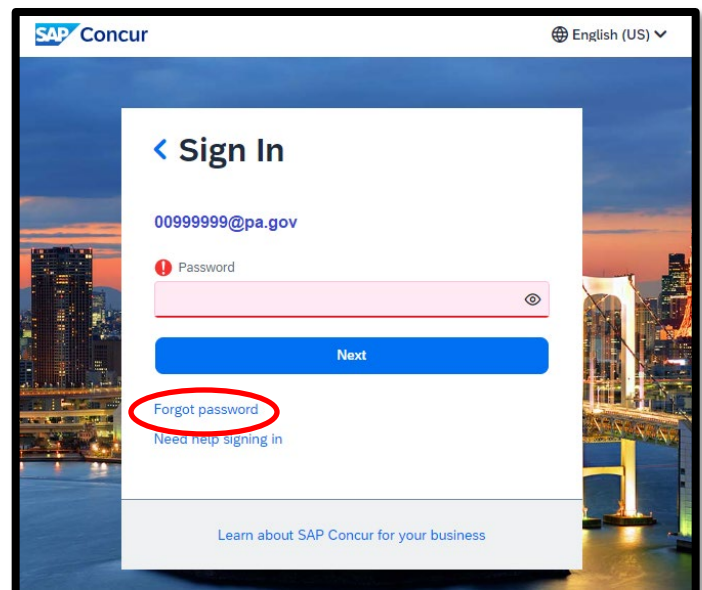 SAP Concur
English (US)
Sign In
00999999@pa.gov
Password
Next
Forgot password
Need help signing in
Learn about SAP Concur for your business